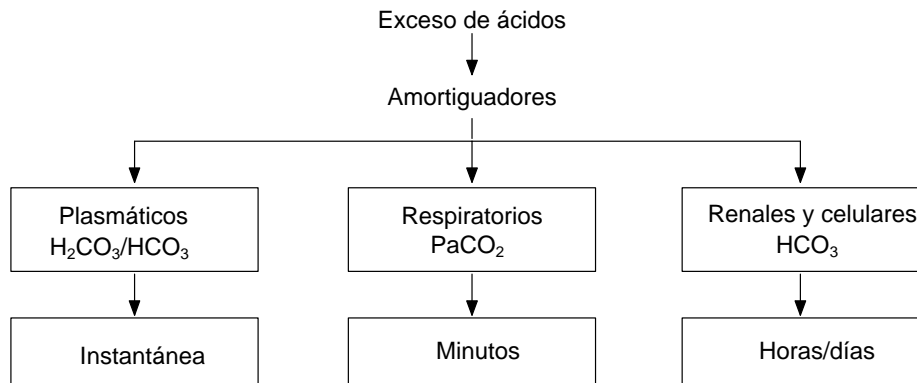 Exceso de ácidos
Amortiguadores
Plasmáticos
H₂CO₃/HCO₃
Respiratorios
PaCO₂
Renales y celulares
HCO₃
Instantánea
Minutos
Horas/días